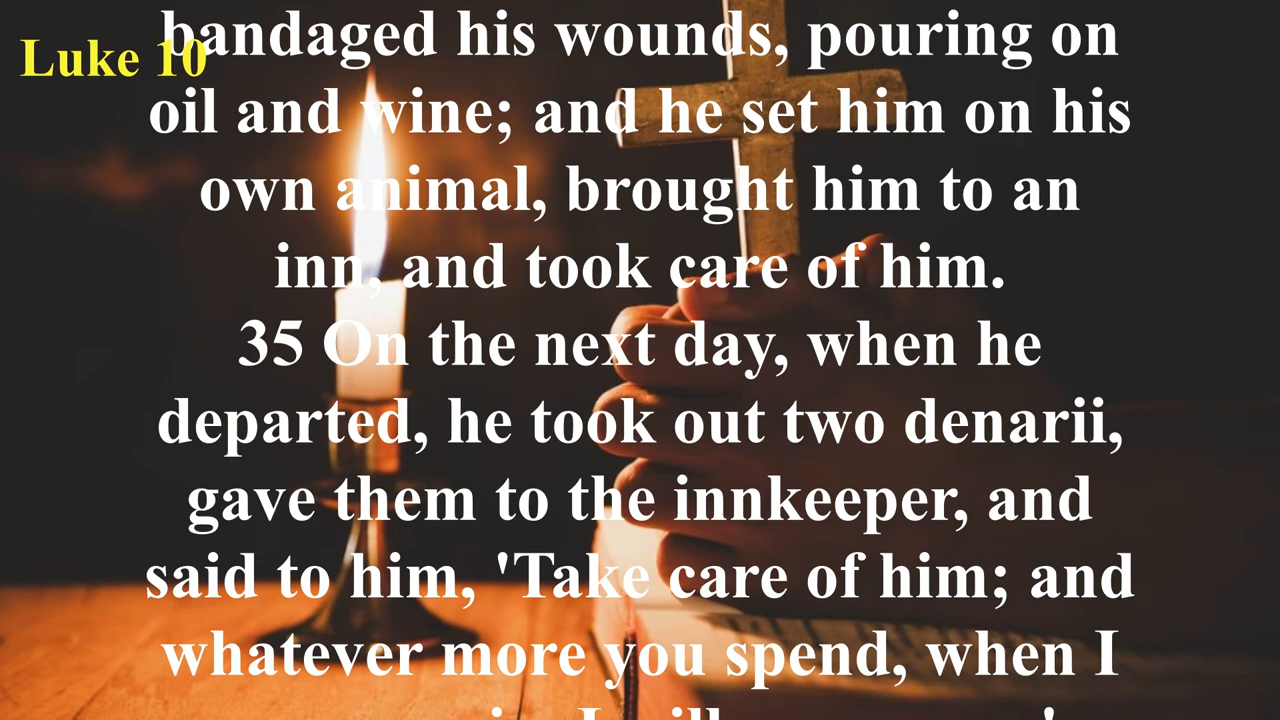 Luke 10
bandaged his wounds, pouring on
oil and wine; and he set him on his
own animal, brought him to an
inn, and took care of him.
35 On the next day, when he
departed, he took out two denarii,
gave them to the innkeeper, and
said to him, 'Take care of him; and
whatever more you spend, when I